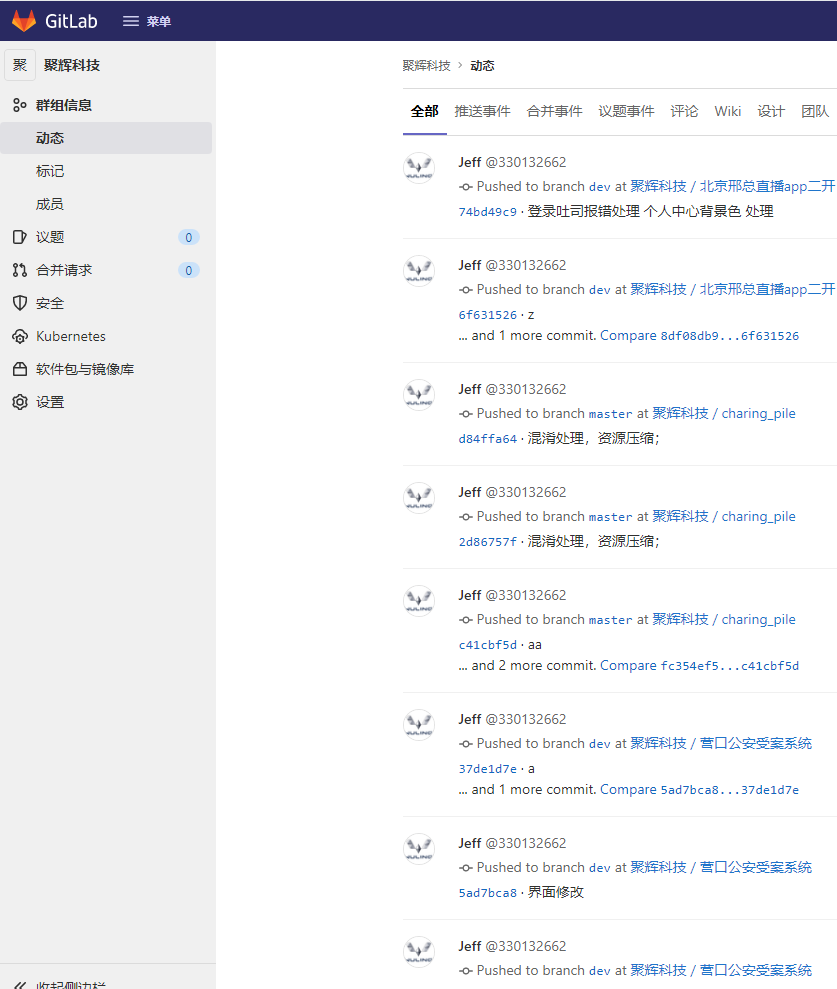 GitLab 菜单
聚 聚辉科技
群组信息
动态
标记
成员
议题 0
合并请求 0
安全
Kubernetes
软件包与镜像库
设置
收起侧边栏
聚辉科技 › 动态
全部 推送事件 合并事件 议题事件 评论 Wiki 设计 团队
Jeff @330132662
Pushed to branch dev at 聚辉科技 / 北京邢总直播app二开
74bd49c9 · 登录吐司报错处理 个人中心背景色 处理
Jeff @330132662
Pushed to branch dev at 聚辉科技 / 北京邢总直播app二开
6f631526 · z
... and 1 more commit. Compare 8df08db9...6f631526
Jeff @330132662
Pushed to branch master at 聚辉科技 / charing_pile
d84ffa64 · 混淆处理，资源压缩；
Jeff @330132662
Pushed to branch master at 聚辉科技 / charing_pile
2d86757f · 混淆处理，资源压缩；
Jeff @330132662
Pushed to branch master at 聚辉科技 / charing_pile
c41cbf5d · aa
... and 2 more commit. Compare fc354ef5...c41cbf5d
Jeff @330132662
Pushed to branch dev at 聚辉科技 / 营口公安受案系统
37de1d7e · a
... and 1 more commit. Compare 5ad7bca8...37de1d7e
Jeff @330132662
Pushed to branch dev at 聚辉科技 / 营口公安受案系统
5ad7bca8 · 界面修改
Jeff @330132662
Pushed to branch dev at 聚辉科技 / 营口公安受案系统